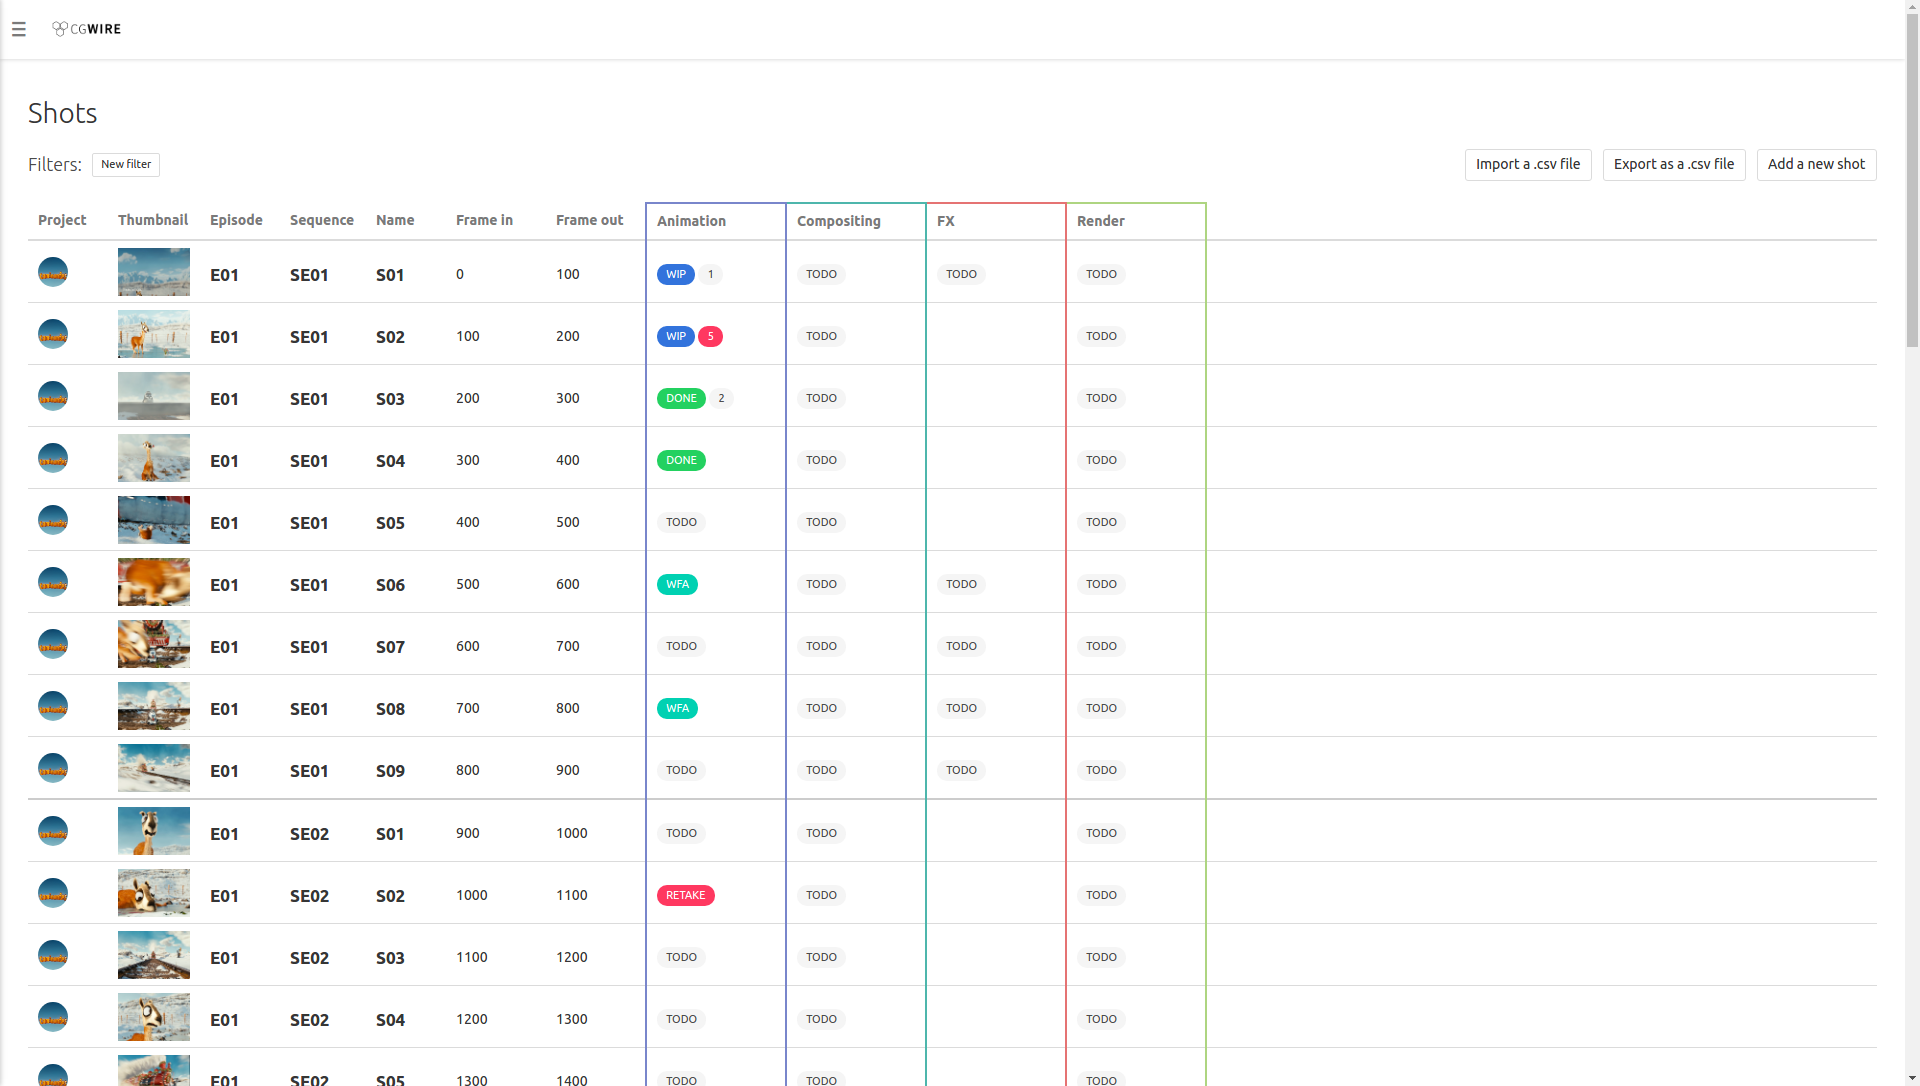 CGWIRE
Shots
Filters: New filter Import a .csv file Export as a .csv file Add a new shot
Project Thumbnail Episode Sequence Name Frame in Frame out Animation Compositing FX Render
E01 SE01 S01 0 100 WIP 1 TODO TODO TODO
E01 SE01 S02 100 200 WIP 5 TODO TODO
E01 SE01 S03 200 300 DONE 2 TODO TODO
E01 SE01 S04 300 400 DONE TODO TODO
E01 SE01 S05 400 500 TODO TODO TODO
E01 SE01 S06 500 600 WFA TODO TODO TODO
E01 SE01 S07 600 700 TODO TODO TODO TODO
E01 SE01 S08 700 800 WFA TODO TODO TODO
E01 SE01 S09 800 900 TODO TODO TODO TODO
E01 SE02 S01 900 1000 TODO TODO TODO
E01 SE02 S02 1000 1100 RETAKE TODO TODO
E01 SE02 S03 1100 1200 TODO TODO TODO
E01 SE02 S04 1200 1300 TODO TODO TODO
E01 SE02 S05 1300 1400 TODO TODO TODO